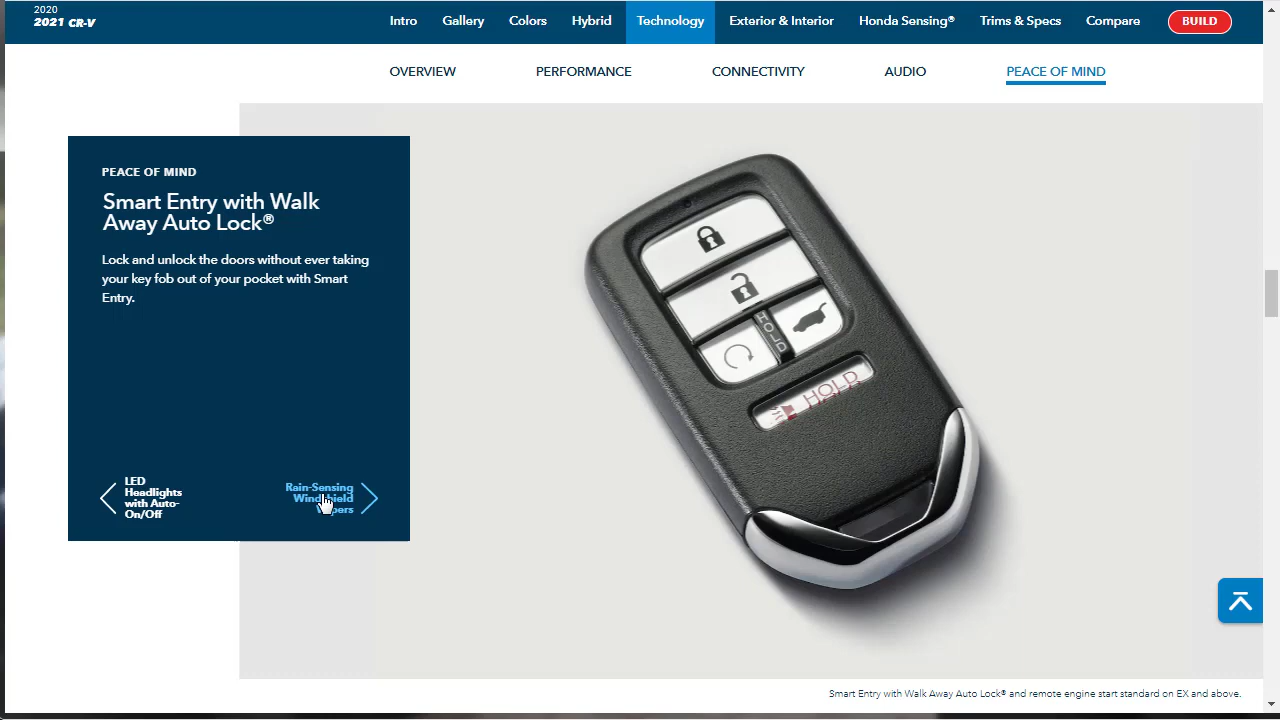 2020
2021 CR-V
Intro
Gallery
Colors
Hybrid
Technology
Exterior & Interior
Honda Sensing®
Trims & Specs
Compare
BUILD
OVERVIEW
PERFORMANCE
CONNECTIVITY
AUDIO
PEACE OF MIND
PEACE OF MIND
Smart Entry with Walk
Away Auto Lock®
Lock and unlock the doors without ever taking
your key fob out of your pocket with Smart
Entry.
LED
Headlights
with Auto-
On/Off
Rain-Sensing
Windshield
Wipers
HOLD
HOLD
Smart Entry with Walk Away Auto Lock® and remote engine start standard on EX and above.